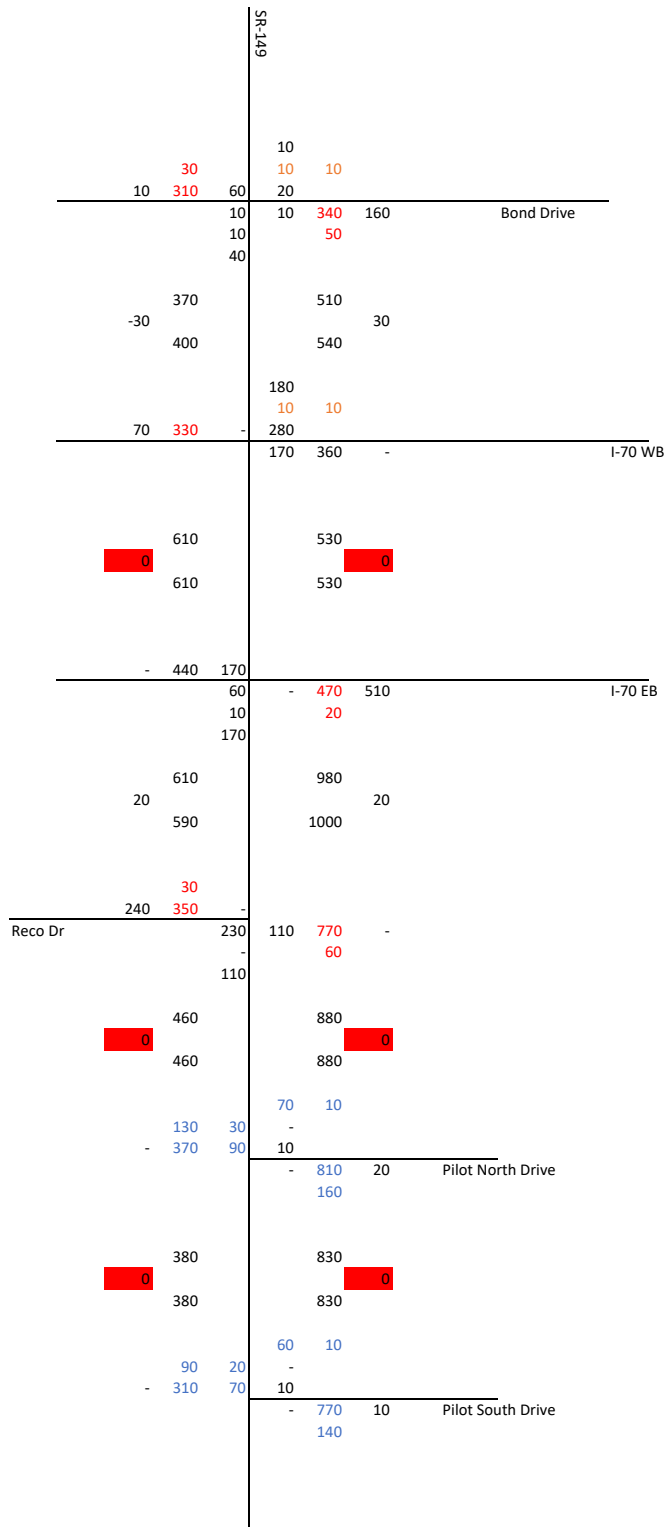 SR-149
10
30 10 10
10 310 60 20
10 10 340 160 Bond Drive
10 50
40
370 510
-30 30
400 540
180
10 10
70 330 - 280
170 360 - I-70 WB
610 530
0 0
610 530
- 440 170
60 - 470 510 I-70 EB
10 20
170
610 980
20 20
590 1000
30
240 350 -
Reco Dr 230 110 770 -
- 60
110
460 880
0 0
460 880
70 10
130 30 -
- 370 90 10
- 810 20 Pilot North Drive
160
380 830
0 0
380 830
60 10
90 20 -
- 310 70 10
- 770 10 Pilot South Drive
140